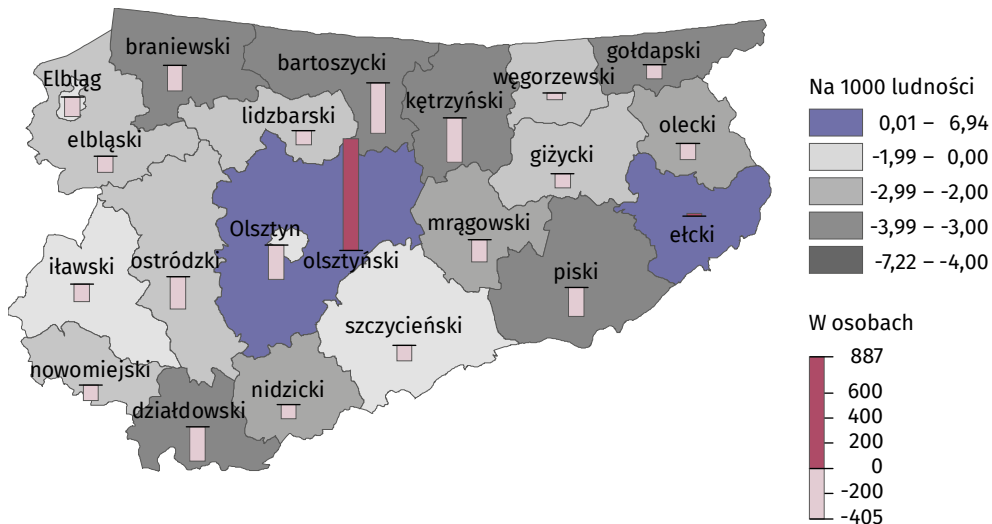 braniewski
gołdapski
bartoszycki
węgorzewski
Elbląg
kętrzyński
lidzbarski
olecki
elbląski
giżycki
mrągowski
Olsztyn
ełcki
iławski
ostródzki
olsztyński
piski
szczycieński
nowomiejski
nidzicki
działdowski
Na 1000 ludności
0,01 – 6,94
-1,99 – 0,00
-2,99 – -2,00
-3,99 – -3,00
-7,22 – -4,00
W osobach
887
600
400
200
0
-200
-405